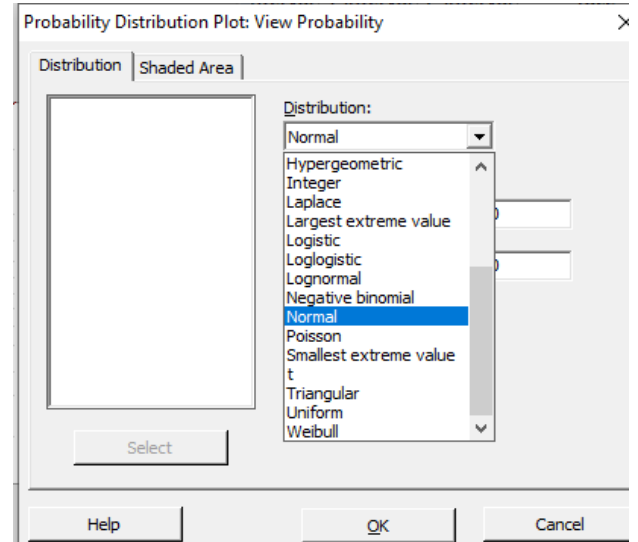 Probability Distribution Plot: View Probability
Distribution
Shaded Area
Distribution:
Normal
Hypergeometric
Integer
Laplace
Largest extreme value
Logistic
Loglogistic
Lognormal
Negative binomial
Normal
Poisson
Smallest extreme value
t
Triangular
Uniform
Weibull
Select
Help
OK
Cancel